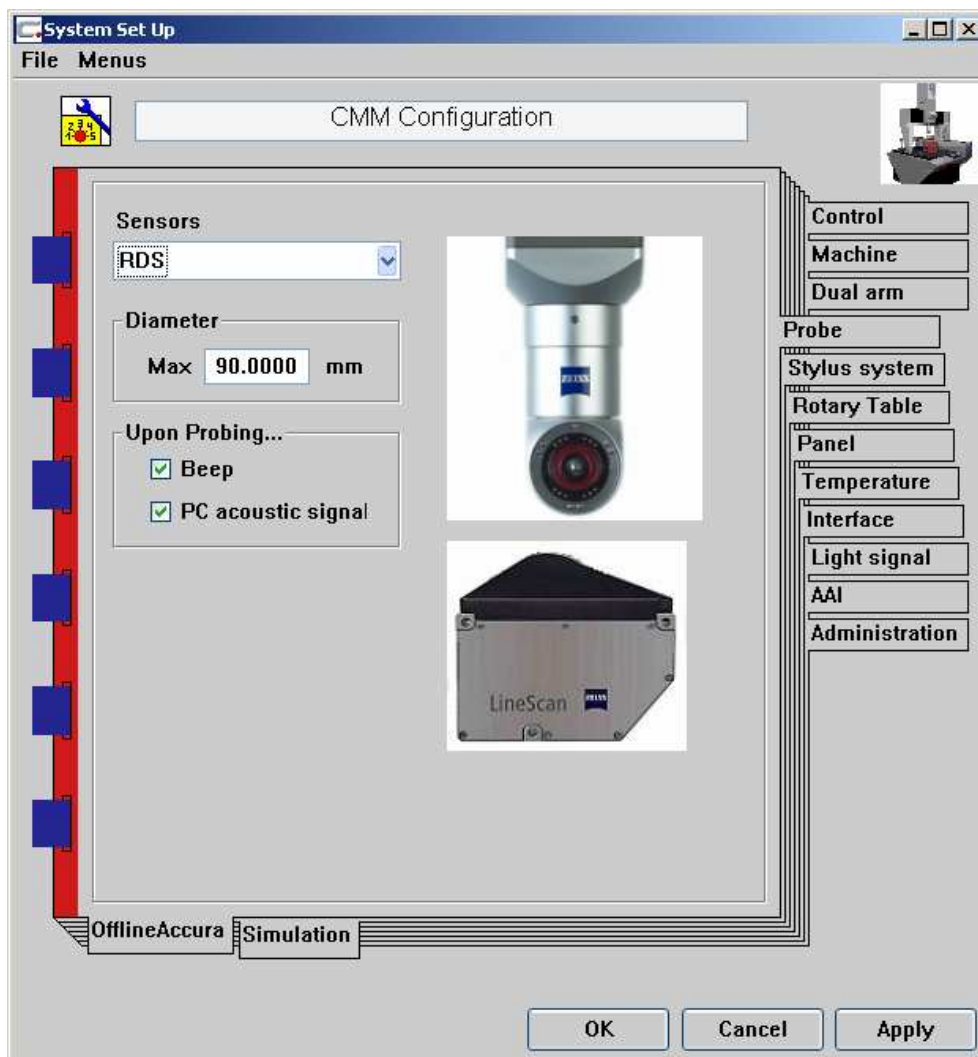 System Set Up
File Menus
CMM Configuration
Sensors
RDS
Diameter
Max 90.0000 mm
Upon Probing...
Beep
PC acoustic signal
ZEISS
LineScan ZEISS
Control
Machine
Dual arm
Probe
Stylus system
Rotary Table
Panel
Temperature
Interface
Light signal
AAI
Administration
OfflineAccura
Simulation
OK Cancel Apply